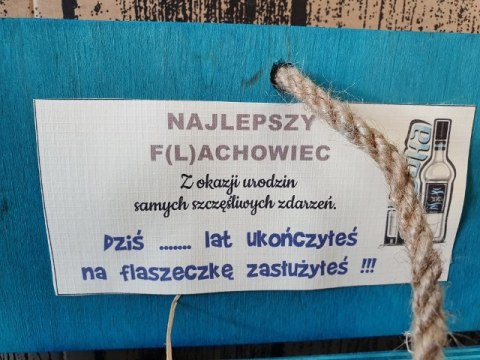 NAJLEPSZY
F(L)ACHOWIEC
Z okazji urodzin
samych szczęśliwych zdarzeń.
Dziś ....... lat ukończyłeś
na flaszeczkę zasłużyłeś !!!